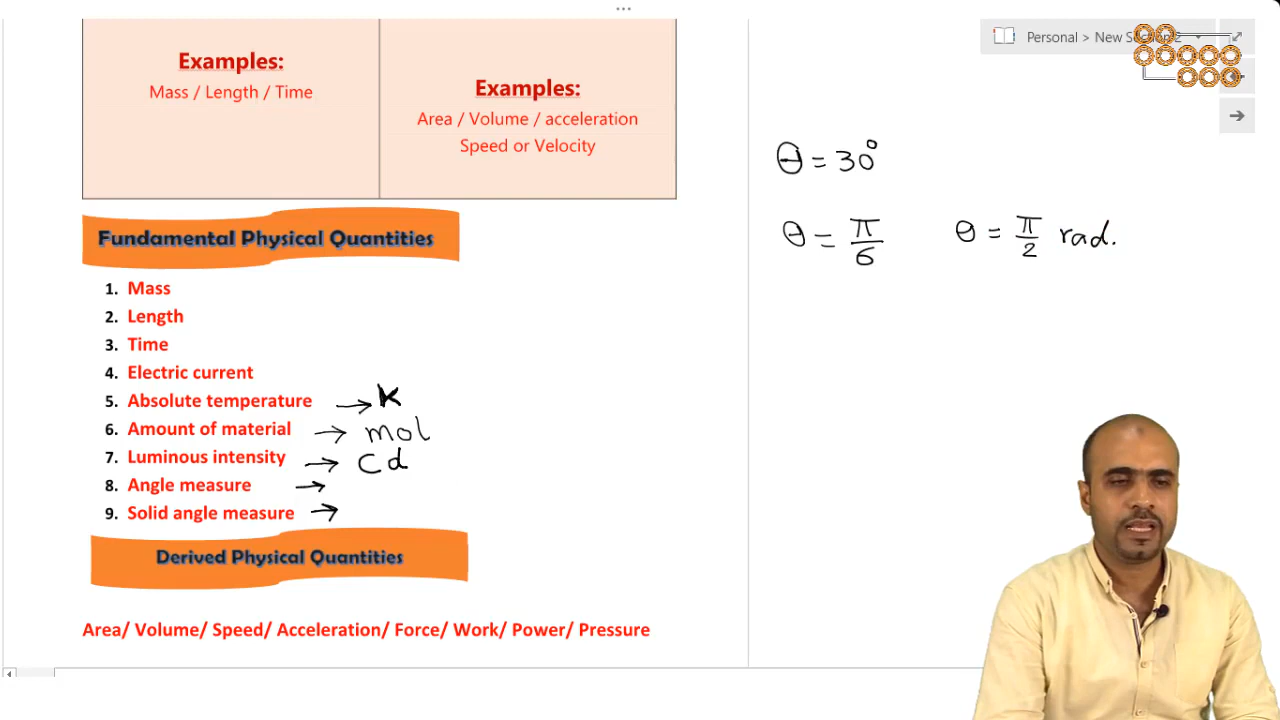 Personal > New Section 2
Examples:
Mass / Length / Time
Examples:
Area / Volume / acceleration
Speed or Velocity
θ = 30°
θ = π/6
θ = π/2 rad.
Fundamental Physical Quantities
1. Mass
2. Length
3. Time
4. Electric current
5. Absolute temperature → K
6. Amount of material → mol
7. Luminous intensity → Cd
8. Angle measure →
9. Solid angle measure →
Derived Physical Quantities
Area/ Volume/ Speed/ Acceleration/ Force/ Work/ Power/ Pressure